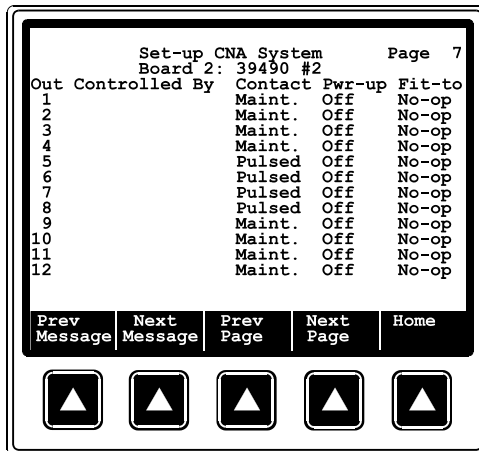 Set-up CNA System Page 7
Board 2: 39490 #2
Out Controlled By Contact Pwr-up Fit-to
1 Maint. Off No-op
2 Maint. Off No-op
3 Maint. Off No-op
4 Maint. Off No-op
5 Pulsed Off No-op
6 Pulsed Off No-op
7 Pulsed Off No-op
8 Pulsed Off No-op
9 Maint. Off No-op
10 Maint. Off No-op
11 Maint. Off No-op
12 Maint. Off No-op
Prev Next Prev Next Home
Message Message Page Page